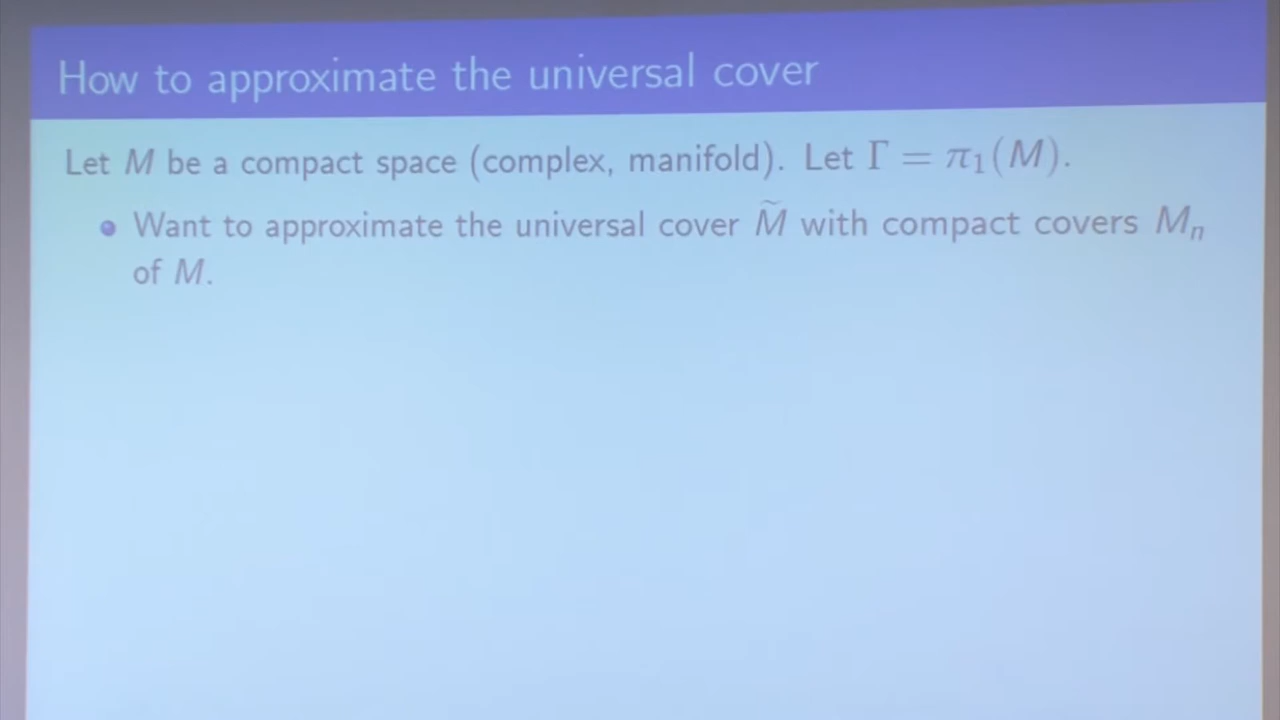 How to approximate the universal cover
Let M be a compact space (complex, manifold). Let Γ = π₁(M).
• Want to approximate the universal cover M̃ with compact covers Mₙ
of M.